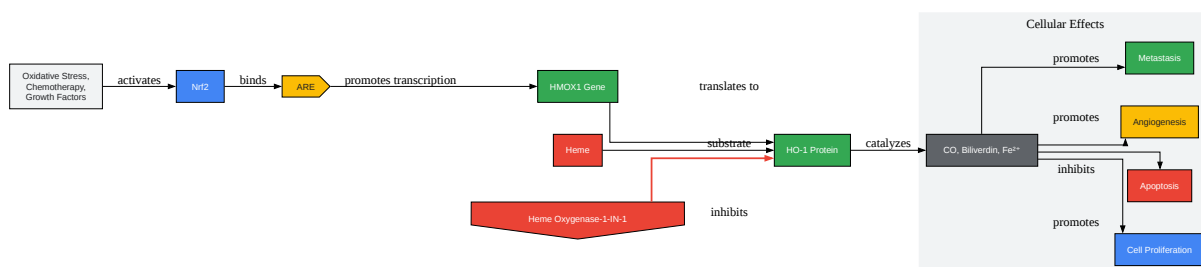 Cellular Effects
Oxidative Stress,
Chemotherapy,
Growth Factors
activates
Nrf2
binds
ARE
promotes transcription
HMOX1 Gene
translates to
Heme
substrate
HO-1 Protein
catalyzes
CO, Biliverdin, Fe²⁺
Heme Oxygenase-1-IN-1
inhibits
promotes
Metastasis
promotes
Angiogenesis
inhibits
Apoptosis
promotes
Cell Proliferation